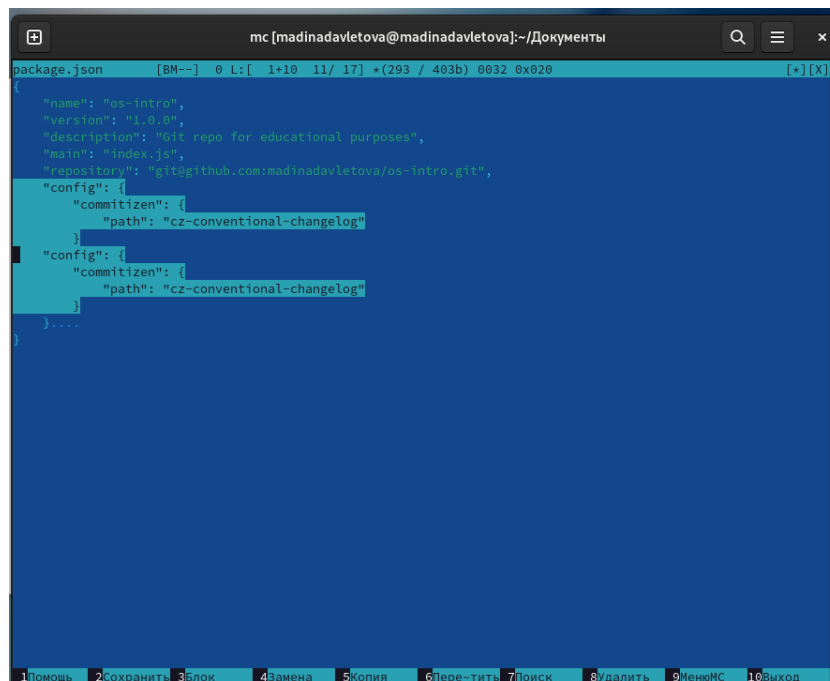 mc [madinadavletova@madinadavletova]:~/Документы
package.json [BM--] 0 L:[ 1+10 11/ 17] *(293 / 403b) 0032 0x020 [*][X]
{
"name": "os-intro",
"version": "1.0.0",
"description": "Git repo for educational purposes",
"main": "index.js",
"repository": "git@github.com:madinadavletova/os-intro.git",
"config": {
"commitizen": {
"path": "cz-conventional-changelog"
}
"config": {
"commitizen": {
"path": "cz-conventional-changelog"
}
}....
}
1Помощь 2Сохранить 3Блок 4Замена 5Копия 6Пере~тить 7Поиск 8Удалить 9МенюMC 10Выход